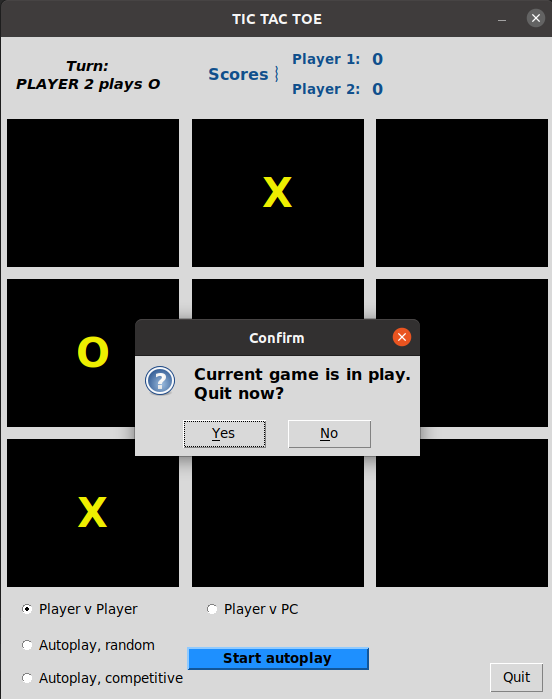 TIC TAC TOE
Turn:
PLAYER 2 plays O
Scores
Player 1: 0
Player 2: 0
X
O
Confirm
Current game is in play.
Quit now?
Yes No
X
Player v Player Player v PC
Autoplay, random
Start autoplay
Autoplay, competitive
Quit